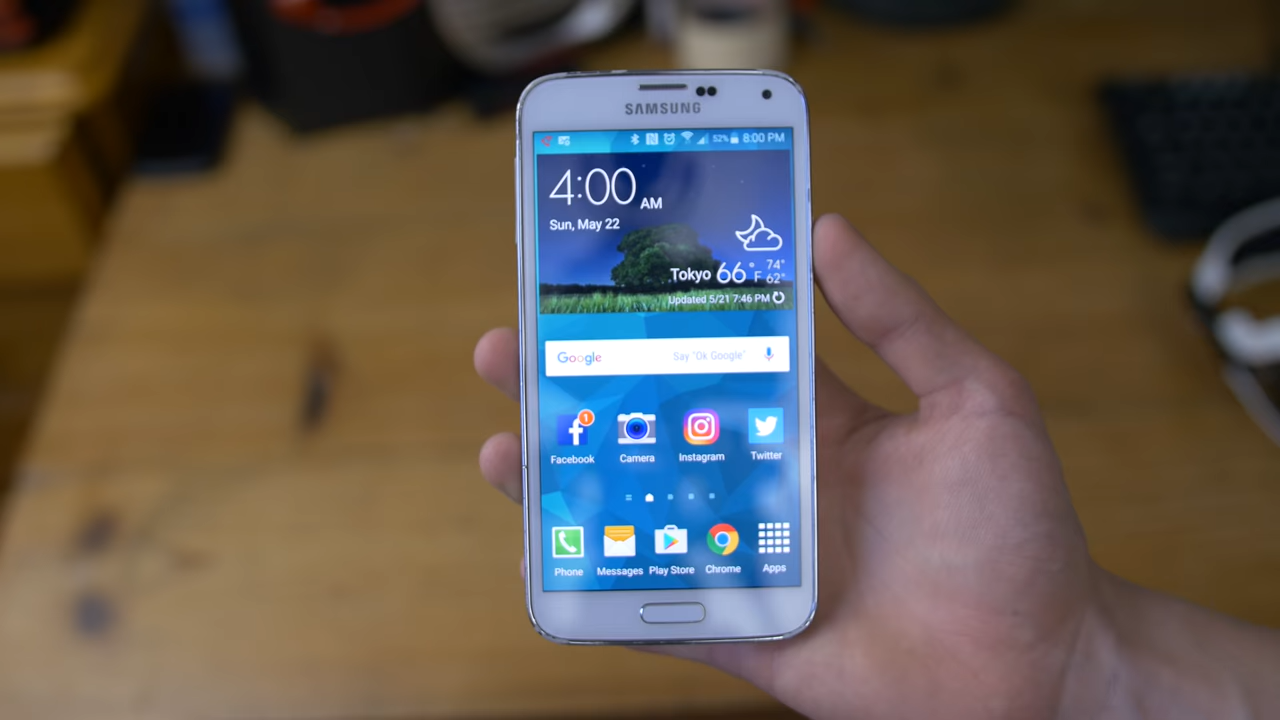 SAMSUNG
52% 8:00 PM
4:00 AM
Sun, May 22
Tokyo 66 ° F 74° 62°
Updated 5/21 7:46 PM
Google Say "Ok Google"
1
Facebook Camera Instagram Twitter
Phone Messages Play Store Chrome Apps